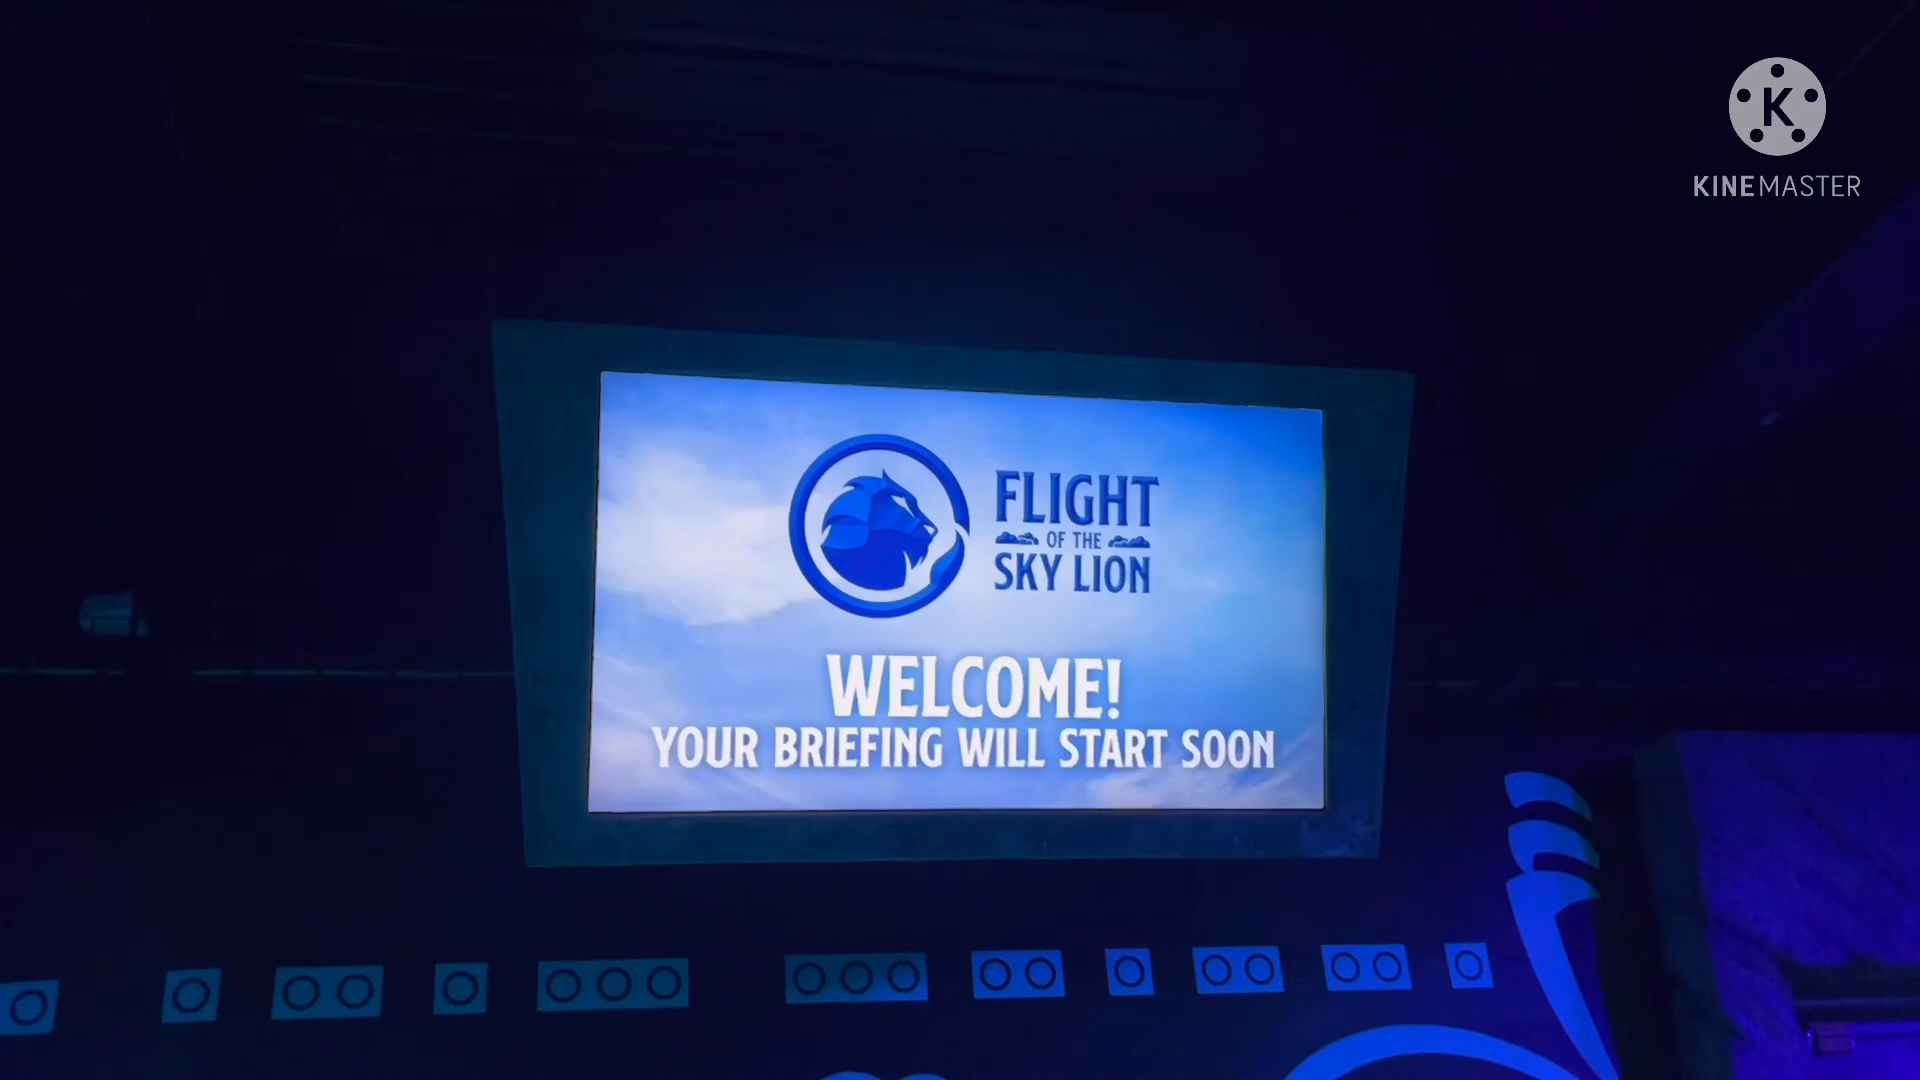 K
KINEMASTER
FLIGHT
OF THE
SKY LION
WELCOME!
YOUR BRIEFING WILL START SOON